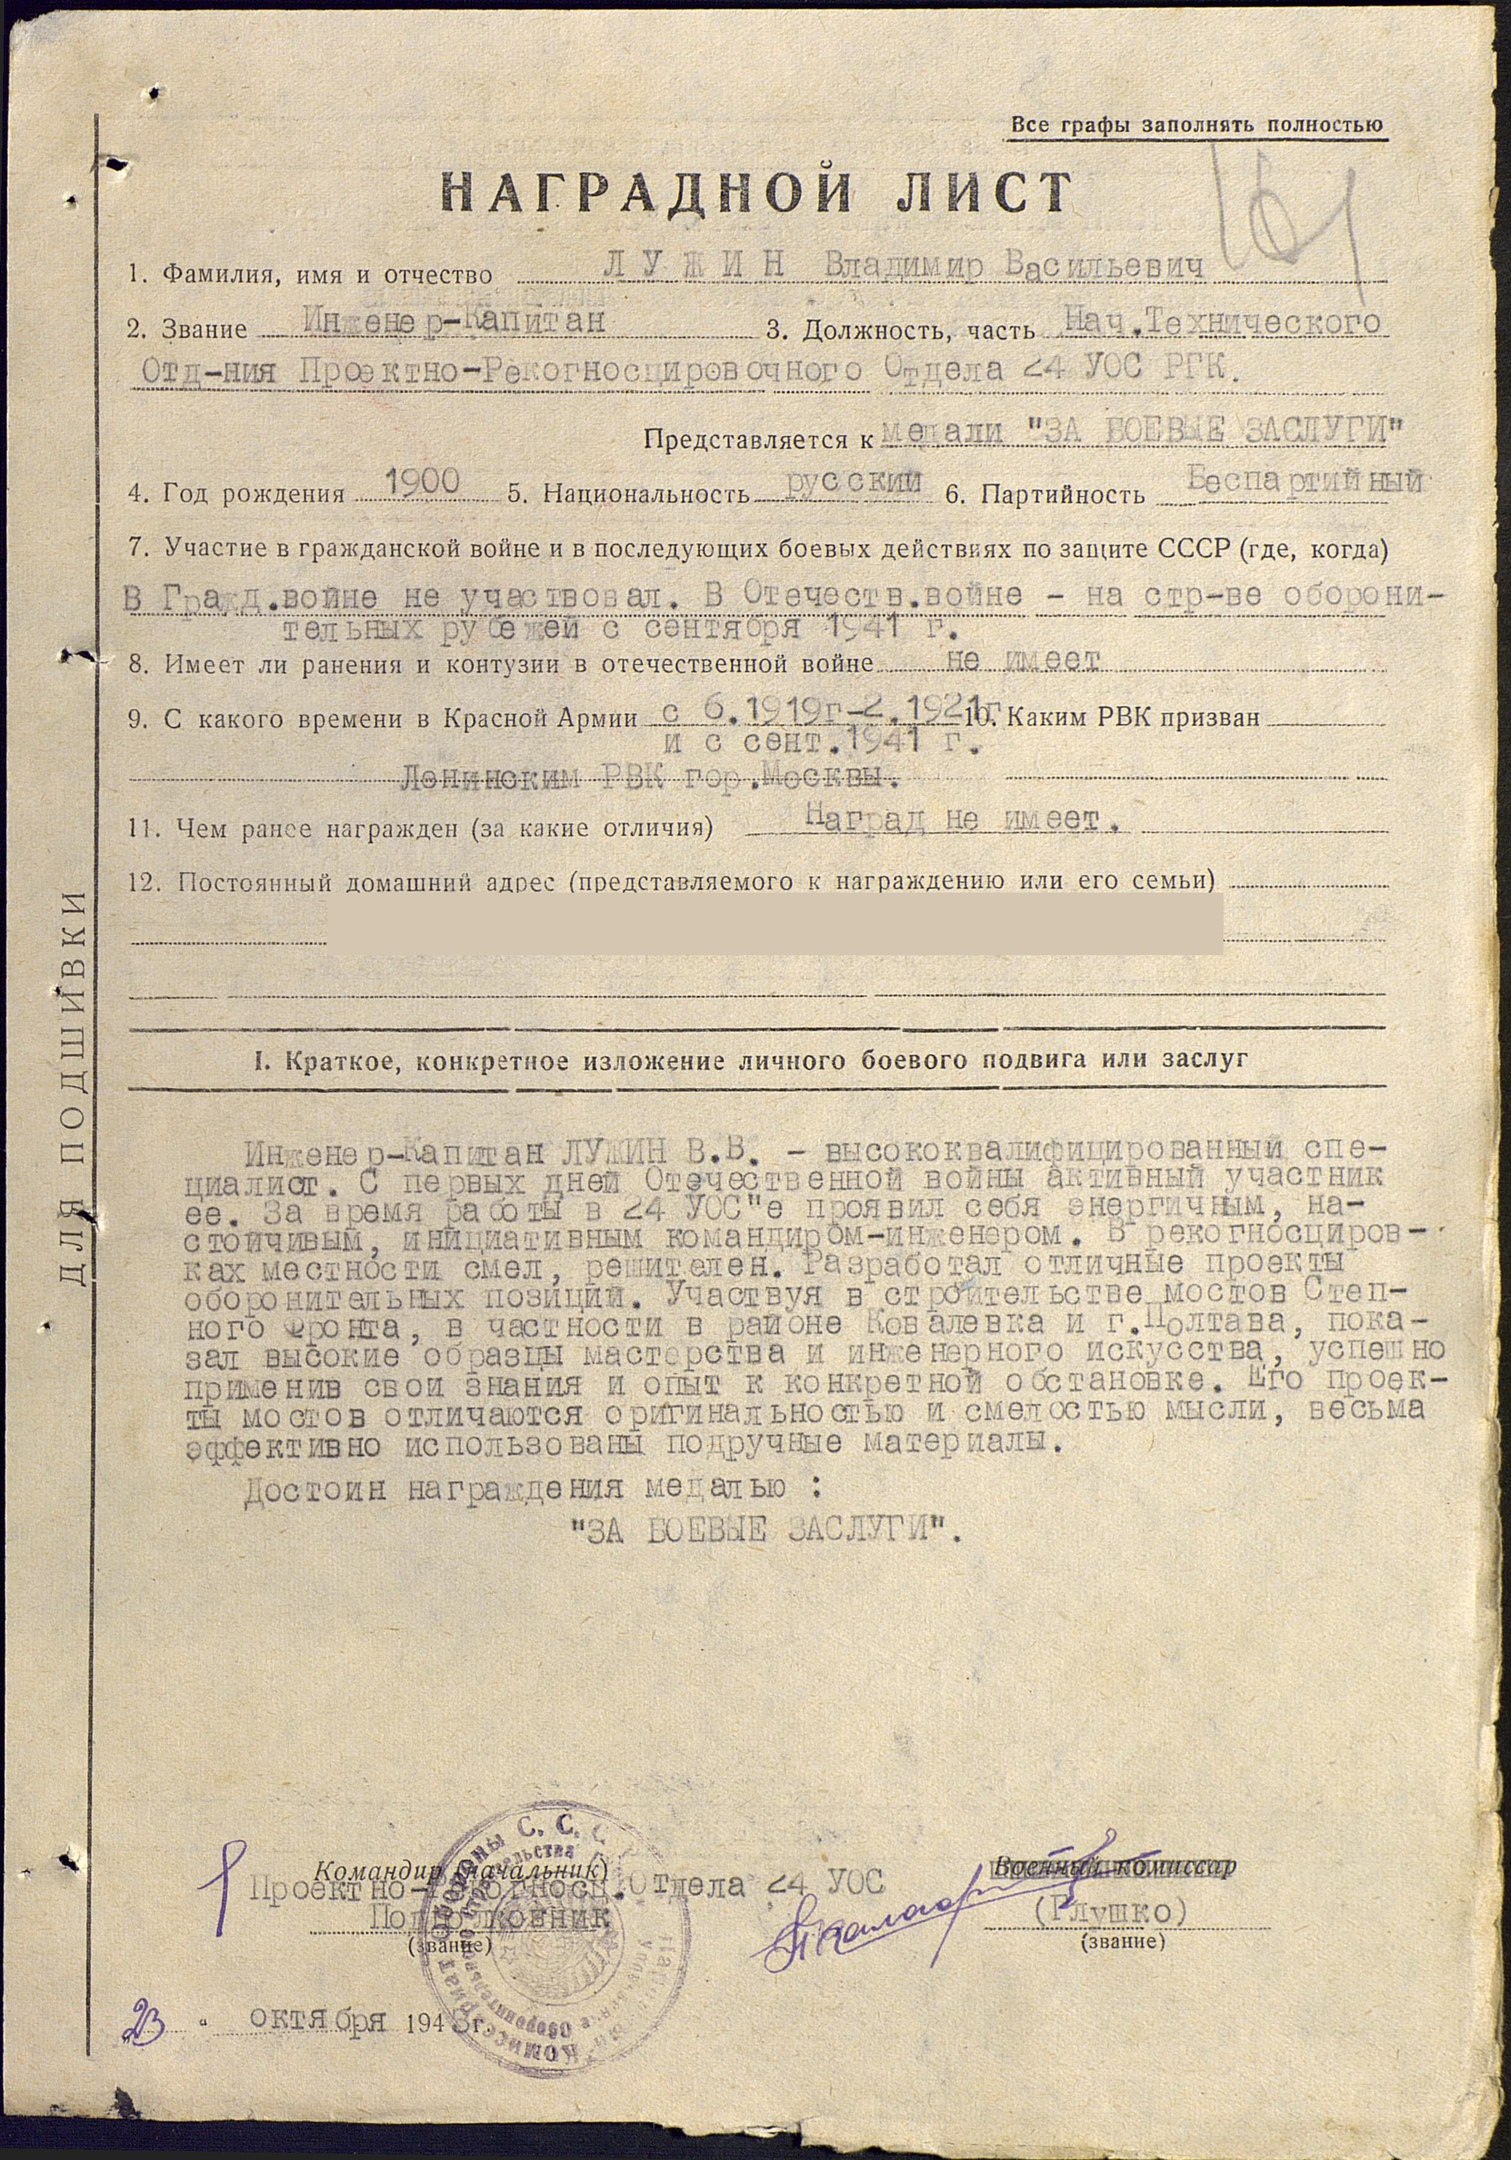 Все графы заполнять полностью
НАГРАДНОЙ ЛИСТ
1. Фамилия, имя и отчество ЛУЖИН Владимир Васильевич
2. Звание Инженер-Капитан 3. Должность, часть Нач.Технического
Отд-ния Проектно-Рекогносцировочного Отдела 24 УОС РГК.
Представляется к медали "ЗА БОЕВЫЕ ЗАСЛУГИ"
4. Год рождения 1900 5. Национальность русский 6. Партийность Беспартийный
7. Участие в гражданской войне и в последующих боевых действиях по защите СССР (где, когда)
В Гражд.войне не участвовал. В Отечеств.войне - на стр-ве оборони-
тельных рубежей с сентября 1941 г.
8. Имеет ли ранения и контузии в отечественной войне не имеет
9. С какого времени в Красной Армии с 6.1919г-2.1921г 10. Каким РВК призван
и с сент.1941 г.
Ленинским РВК гор.Москвы.
11. Чем ранее награжден (за какие отличия) Наград не имеет.
12. Постоянный домашний адрес (представляемого к награждению или его семьи)
ДЛЯ ПОДШИВКИ
I. Краткое, конкретное изложение личного боевого подвига или заслуг
Инженер-Капитан ЛУЖИН В.В. - высококвалифицированный спе-
циалист. С первых дней Отечественной войны активный участник
ее. За время работы в 24 УОС"е проявил себя энергичным, на-
стойчивым, инициативным командиром-инженером. В рекогносциров-
ках местности смел, решителен. Разработал отличные проекты
оборонительных позиций. Участвуя в строительстве мостов Степ-
ного Фронта, в частности в районе Ковалевка и г.Полтава, пока-
зал высокие образцы мастерства и инженерного искусства, успешно
применив свои знания и опыт к конкретной обстановке. Его проек-
ты мостов отличаются оригинальностью и смелостью мысли, весьма
эффективно использованы подручные материалы.
Достоин награждения медалью :
"ЗА БОЕВЫЕ ЗАСЛУГИ".
Командир (начальник) Военный комиссар
Проектно-Рекогносц.Отдела 24 УОС
Подполковник (Глушко)
(звание) (звание)
23 " октября 1943г.